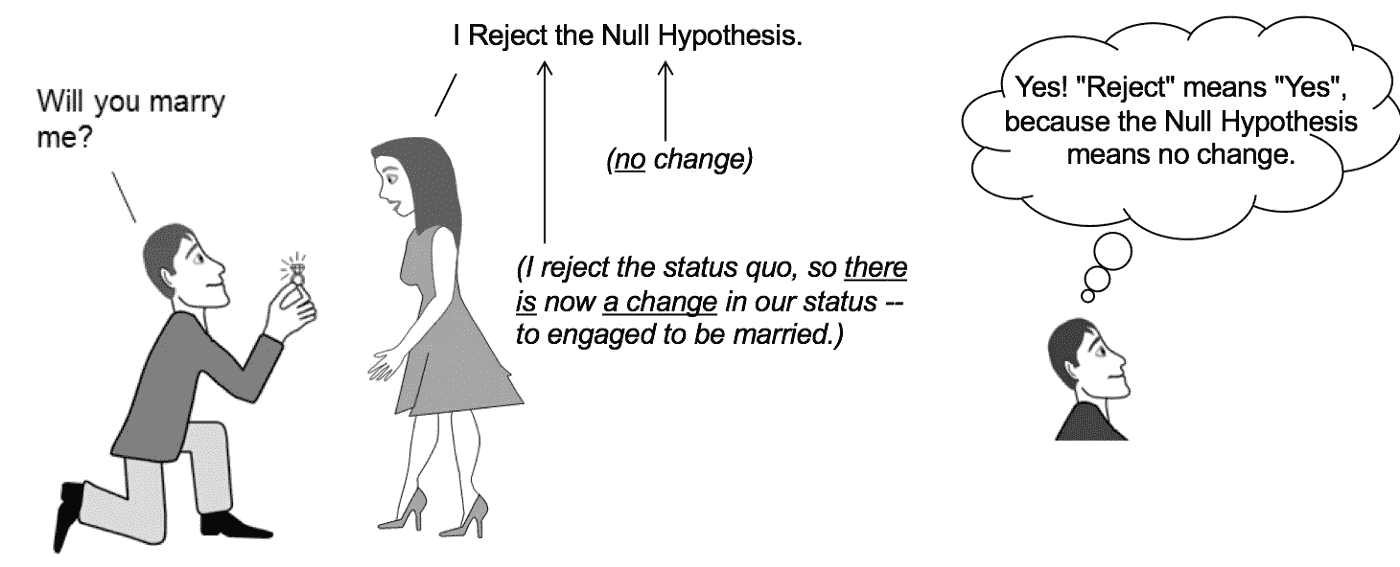 Will you marry
me?
I Reject the Null Hypothesis.
(no change)
(I reject the status quo, so there
is now a change in our status --
to engaged to be married.)
Yes! "Reject" means "Yes",
because the Null Hypothesis
means no change.